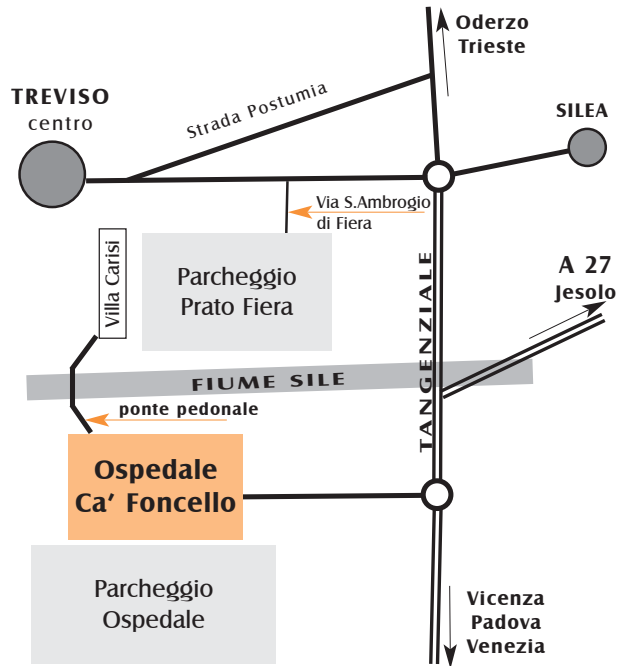 Oderzo
Trieste
TREVISO
centro
Strada Postumia
SILEA
Via S.Ambrogio
di Fiera
Villa Carisi
Parcheggio
Prato Fiera
TANGENZIALE
A 27
Jesolo
FIUME SILE
ponte pedonale
Ospedale
Ca’ Foncello
Parcheggio
Ospedale
Vicenza
Padova
Venezia